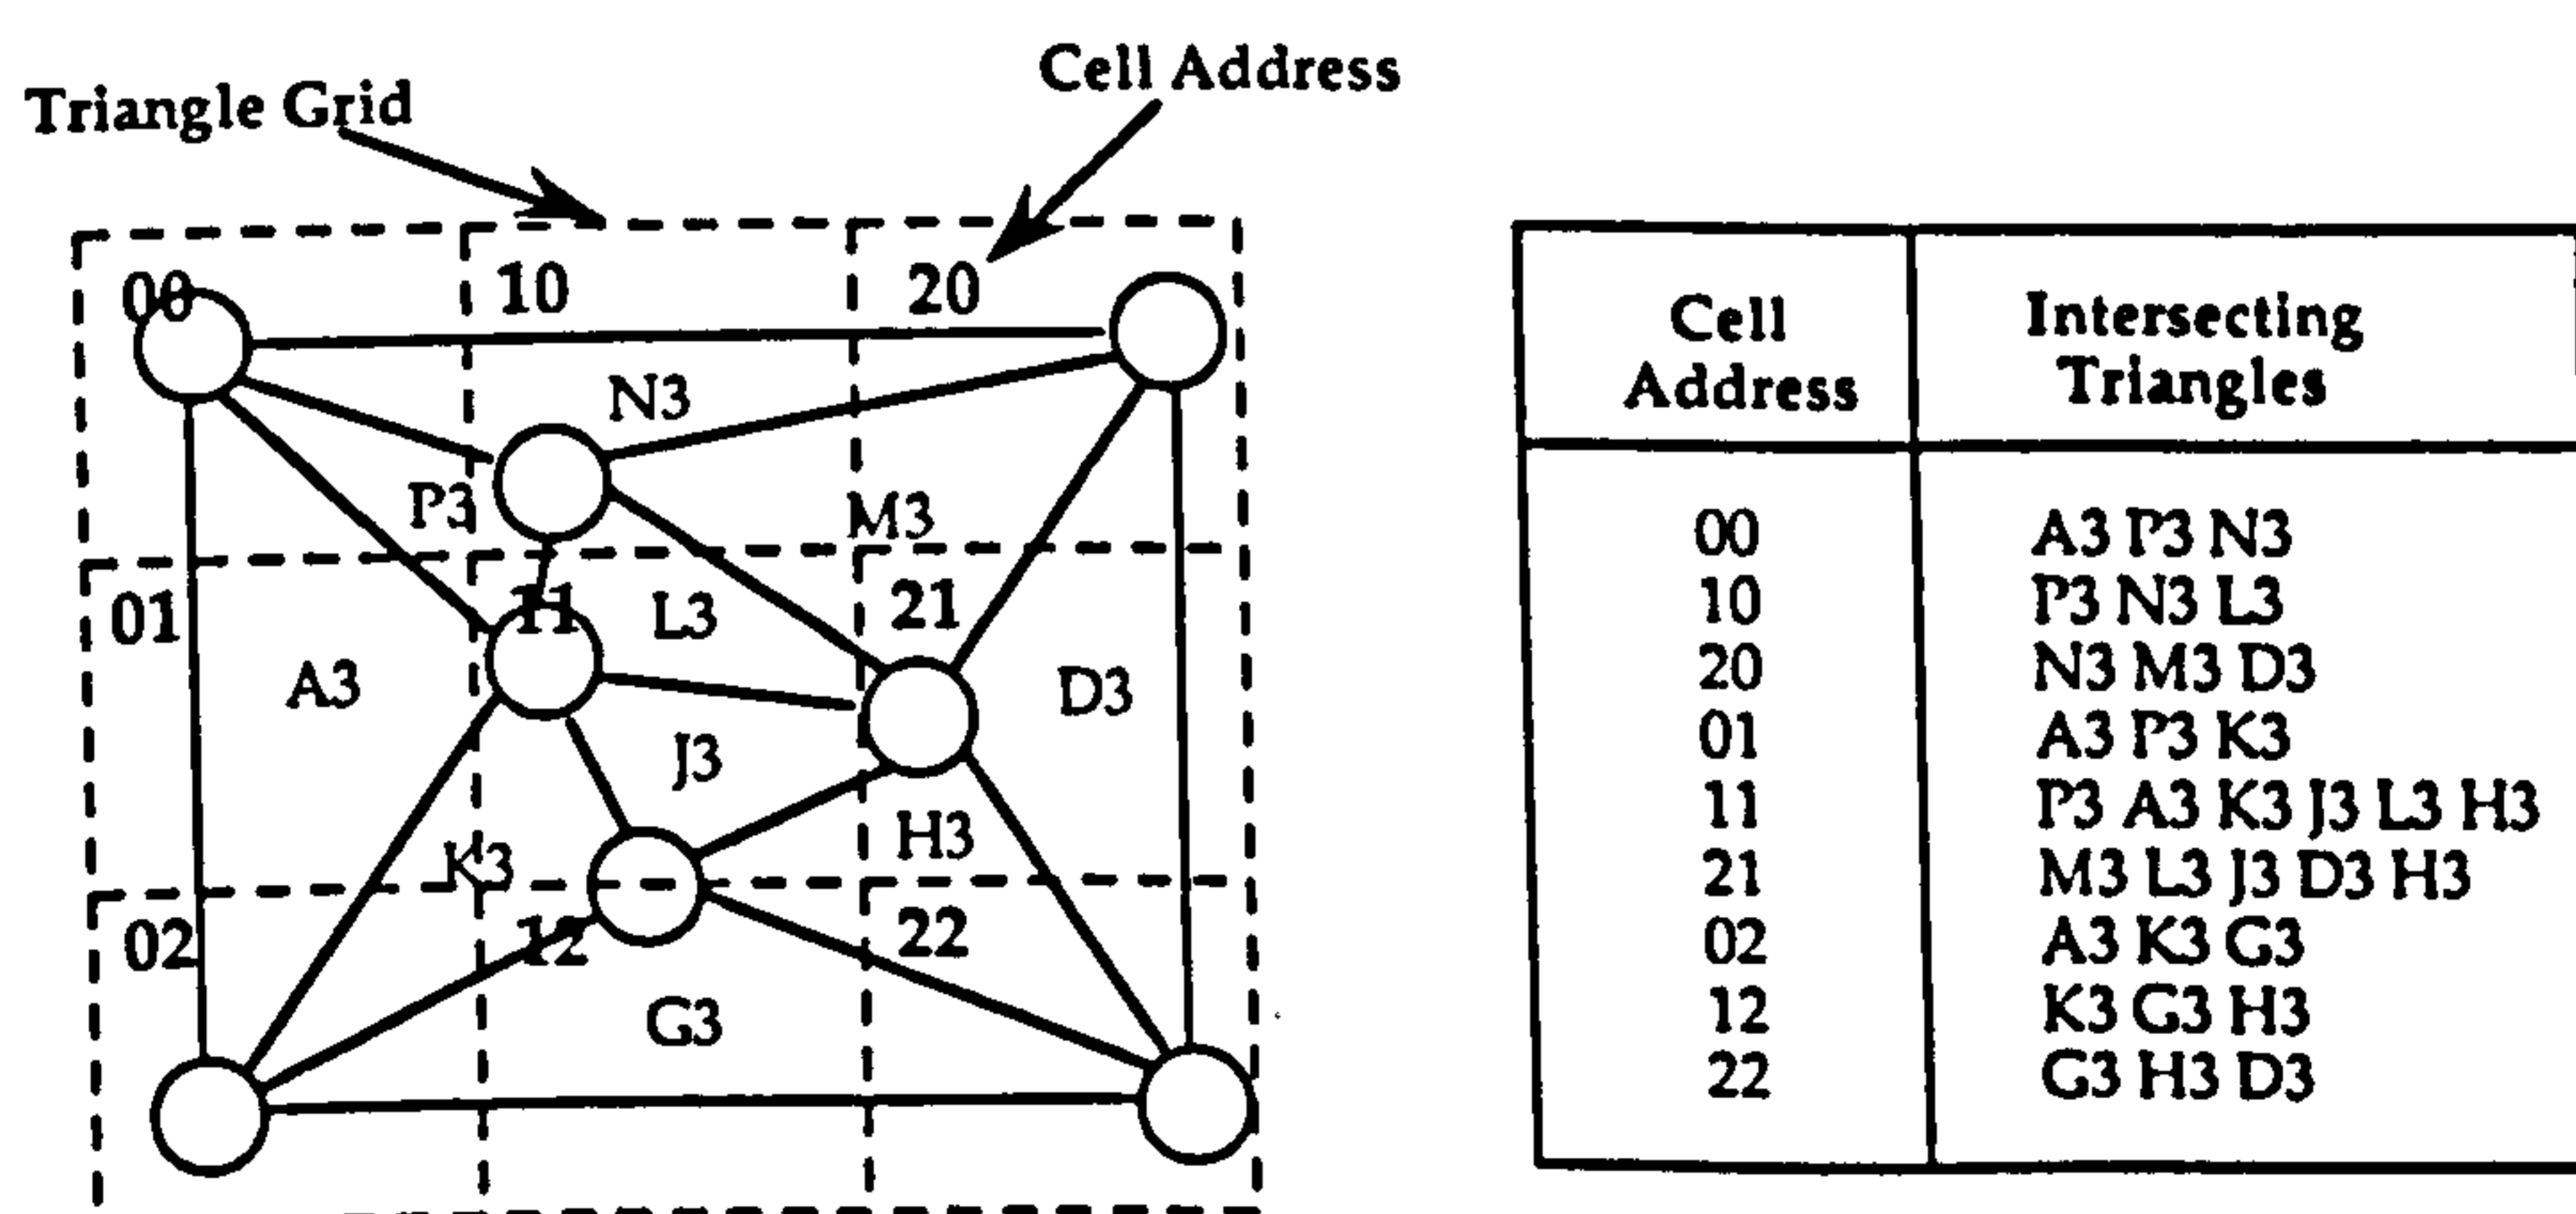 Triangle Grid
Cell Address
00 10 20
N3
P3 M3
01 11 L3 21
A3 D3
J3
K3 H3
02 12 22
G3
Cell Address
Intersecting Triangles
00 A3 P3 N3
10 P3 N3 L3
20 N3 M3 D3
01 A3 P3 K3
11 P3 A3 K3 J3 L3 H3
21 M3 L3 J3 D3 H3
02 A3 K3 G3
12 K3 G3 H3
22 G3 H3 D3